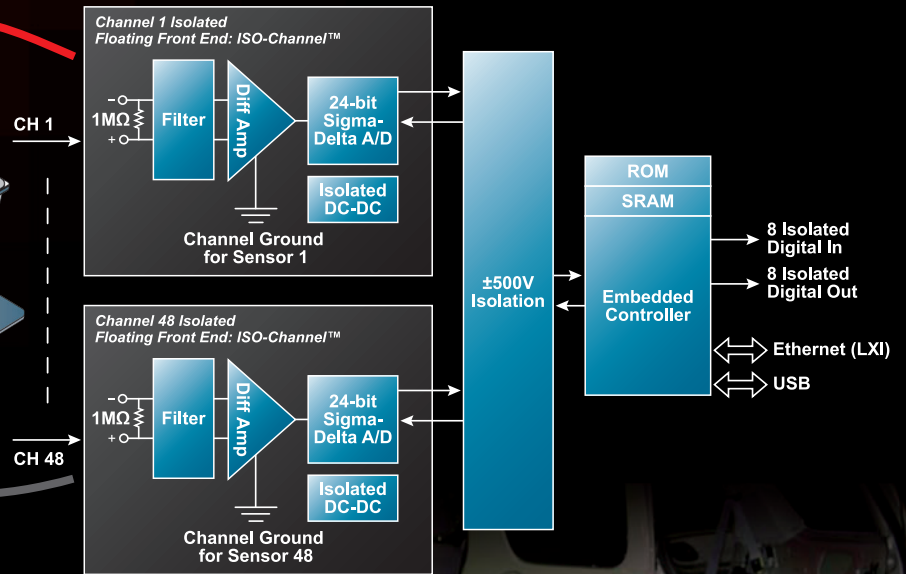 Channel 1 Isolated
Floating Front End: ISO-Channel™
CH 1
–
1MΩ
+
Filter
Diff Amp
24-bit
Sigma-
Delta A/D
Isolated
DC-DC
Channel Ground
for Sensor 1
Channel 48 Isolated
Floating Front End: ISO-Channel™
CH 48
–
1MΩ
+
Filter
Diff Amp
24-bit
Sigma-
Delta A/D
Isolated
DC-DC
Channel Ground
for Sensor 48
±500V
Isolation
ROM
SRAM
Embedded
Controller
8 Isolated
Digital In
8 Isolated
Digital Out
Ethernet (LXI)
USB